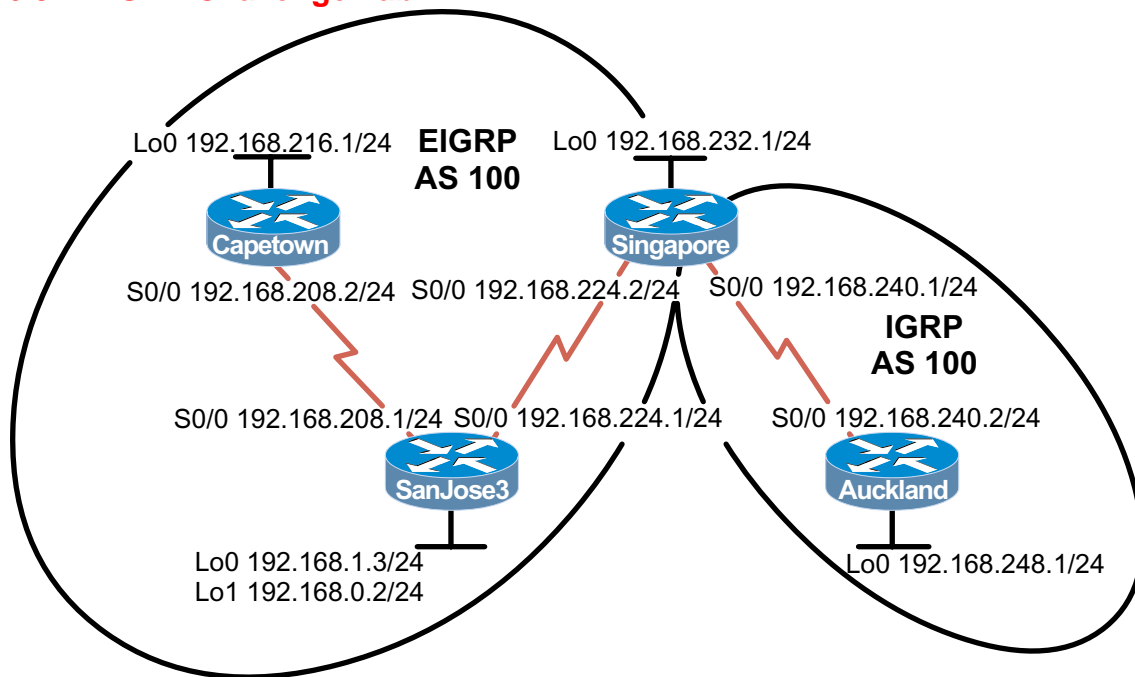 Lo0 192.168.216.1/24
EIGRP
AS 100
Lo0 192.168.232.1/24
Capetown
Singapore
S0/0 192.168.208.2/24
S0/0 192.168.224.2/24
S0/0 192.168.240.1/24
IGRP
AS 100
S0/0 192.168.208.1/24
S0/0 192.168.224.1/24
S0/0 192.168.240.2/24
SanJose3
Auckland
Lo0 192.168.1.3/24
Lo1 192.168.0.2/24
Lo0 192.168.248.1/24